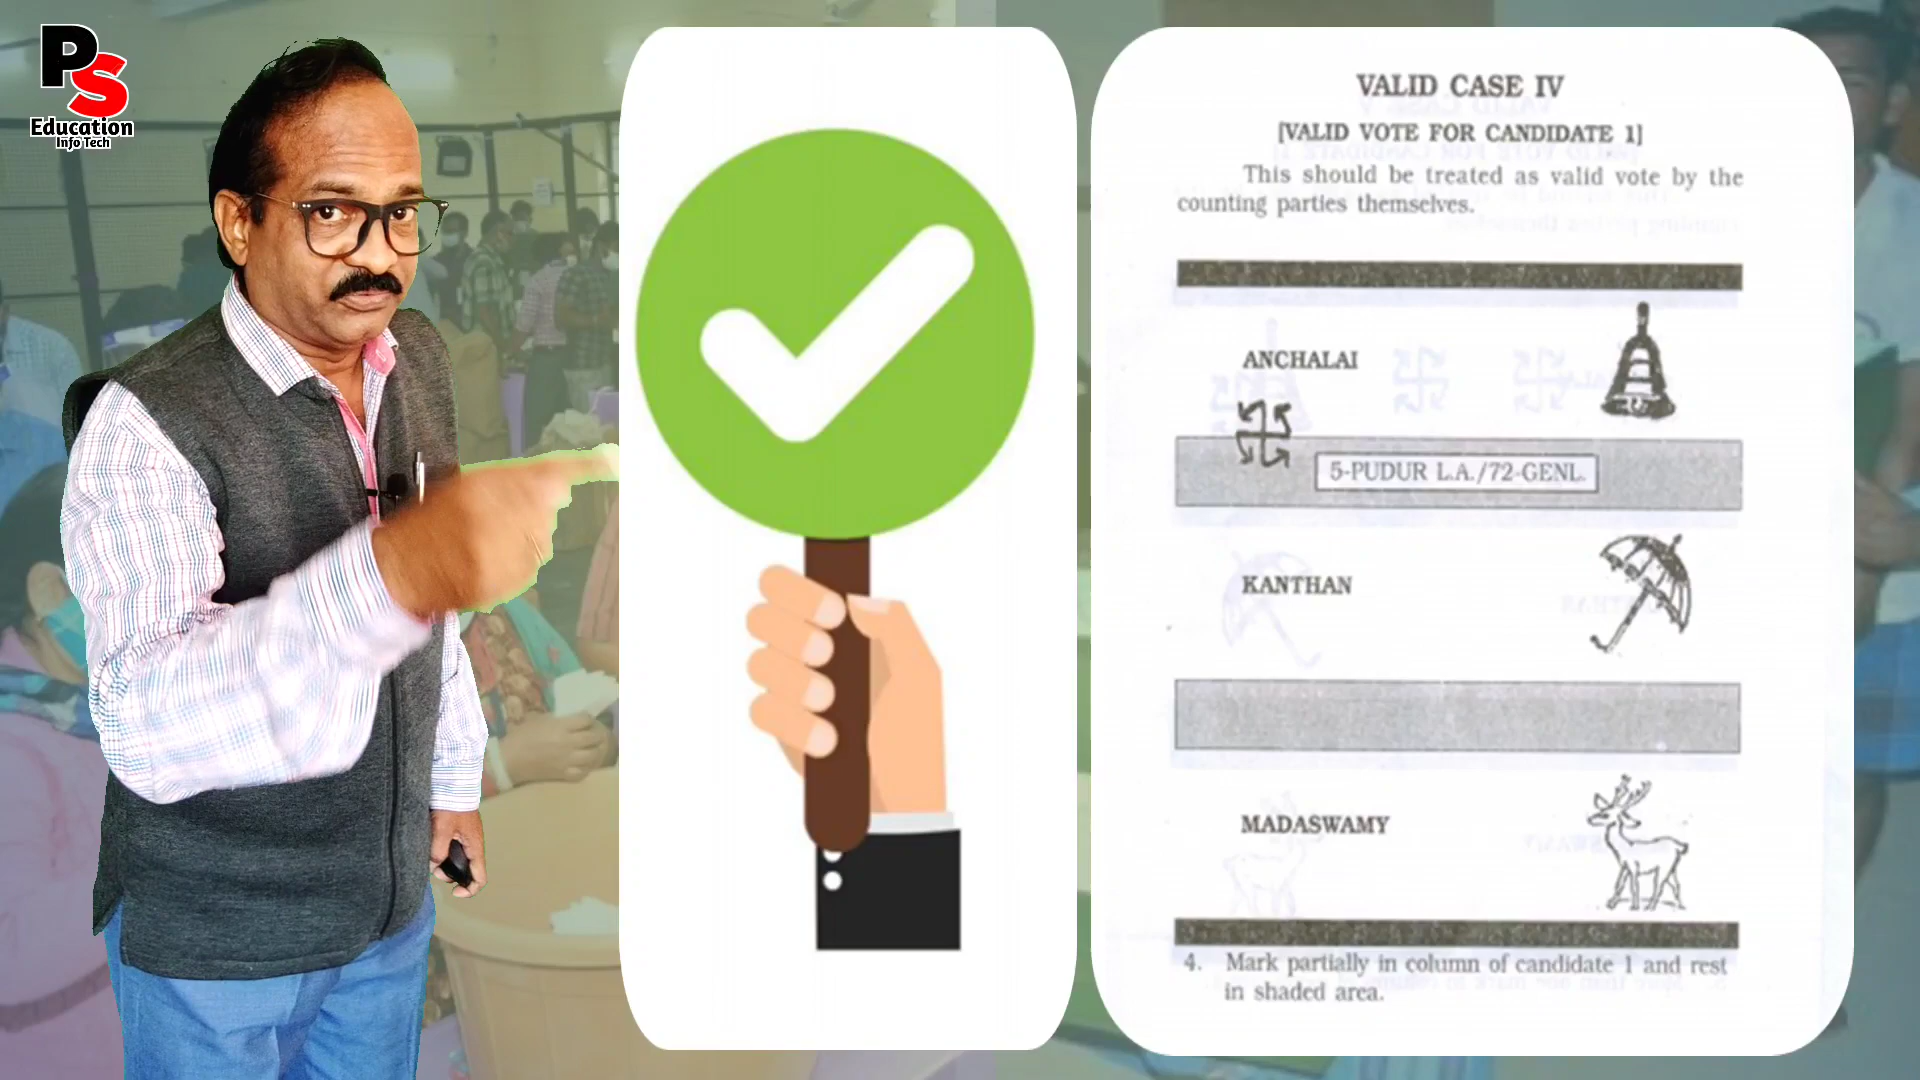 PS
Education
Info Tech
VALID CASE IV
[VALID VOTE FOR CANDIDATE 1]
This should be treated as valid vote by the
counting parties themselves.
ANCHALAI
5-PUDUR L.A./72-GENL.
KANTHAN
MADASWAMY
4. Mark partially in column of candidate 1 and rest
in shaded area.